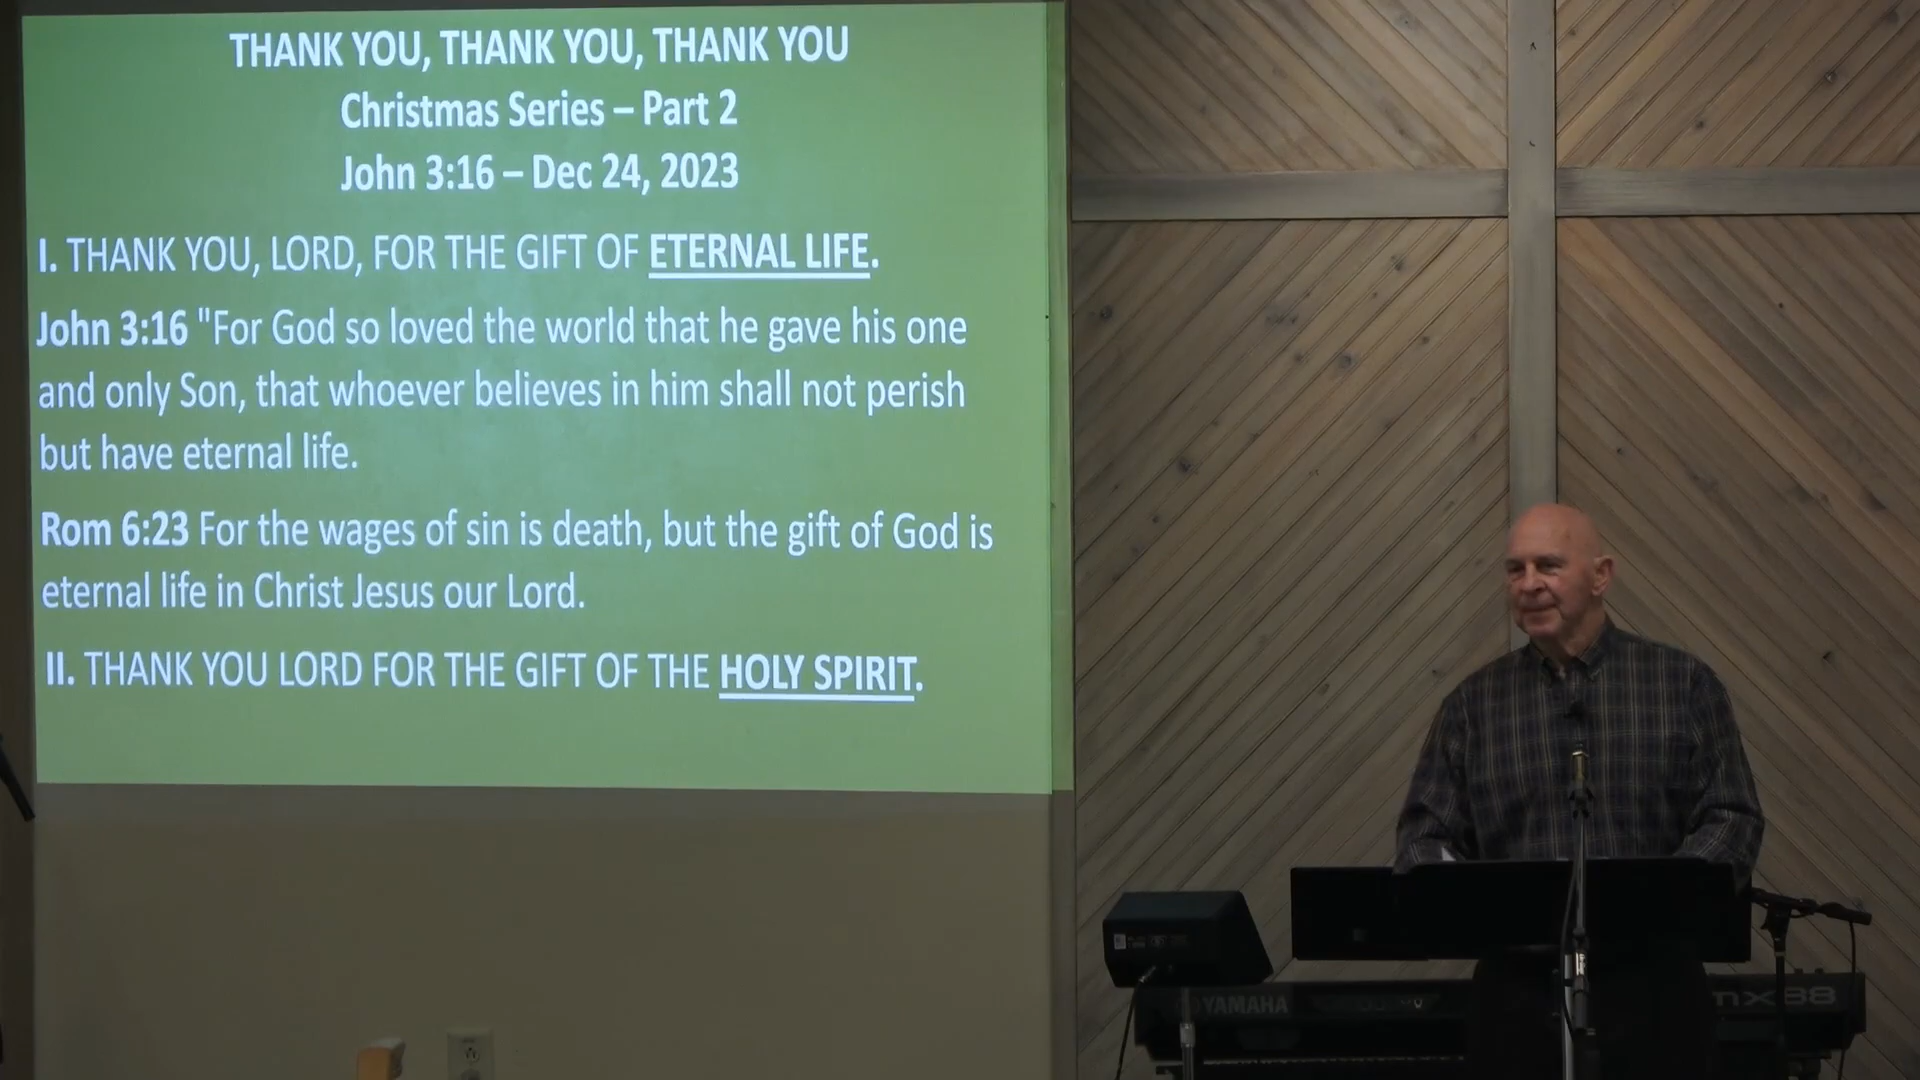 THANK YOU, THANK YOU, THANK YOU
Christmas Series – Part 2
John 3:16 – Dec 24, 2023
I. THANK YOU, LORD, FOR THE GIFT OF ETERNAL LIFE.
John 3:16 "For God so loved the world that he gave his one
and only Son, that whoever believes in him shall not perish
but have eternal life.
Rom 6:23 For the wages of sin is death, but the gift of God is
eternal life in Christ Jesus our Lord.
II. THANK YOU LORD FOR THE GIFT OF THE HOLY SPIRIT.
YAMAHA
MX88